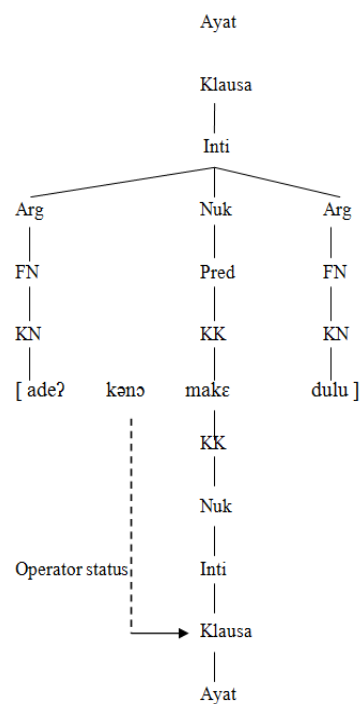 Ayat
Klausa
Inti
Arg Nuk Arg
FN Pred FN
KN KK KN
[ adeʔ kənɔ makɛ dulu ]
KK
Nuk
Operator status Inti
Klausa
Ayat